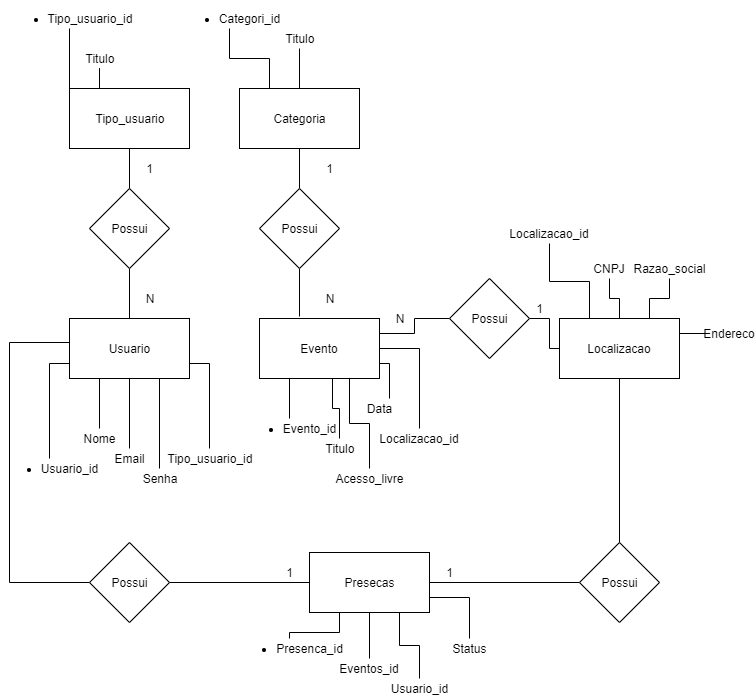 Tipo_usuario_id
Categori_id
Titulo
Titulo
Tipo_usuario
Categoria
1
1
Possui
Possui
Localizacao_id
CNPJ
Razao_social
N
N
N
Possui
1
Endereco
Usuario
Evento
Localizacao
Data
Evento_id
Nome
Localizacao_id
Titulo
Email
Tipo_usuario_id
Usuario_id
Senha
Acesso_livre
1
1
Possui
Presecas
Possui
Presenca_id
Status
Eventos_id
Usuario_id